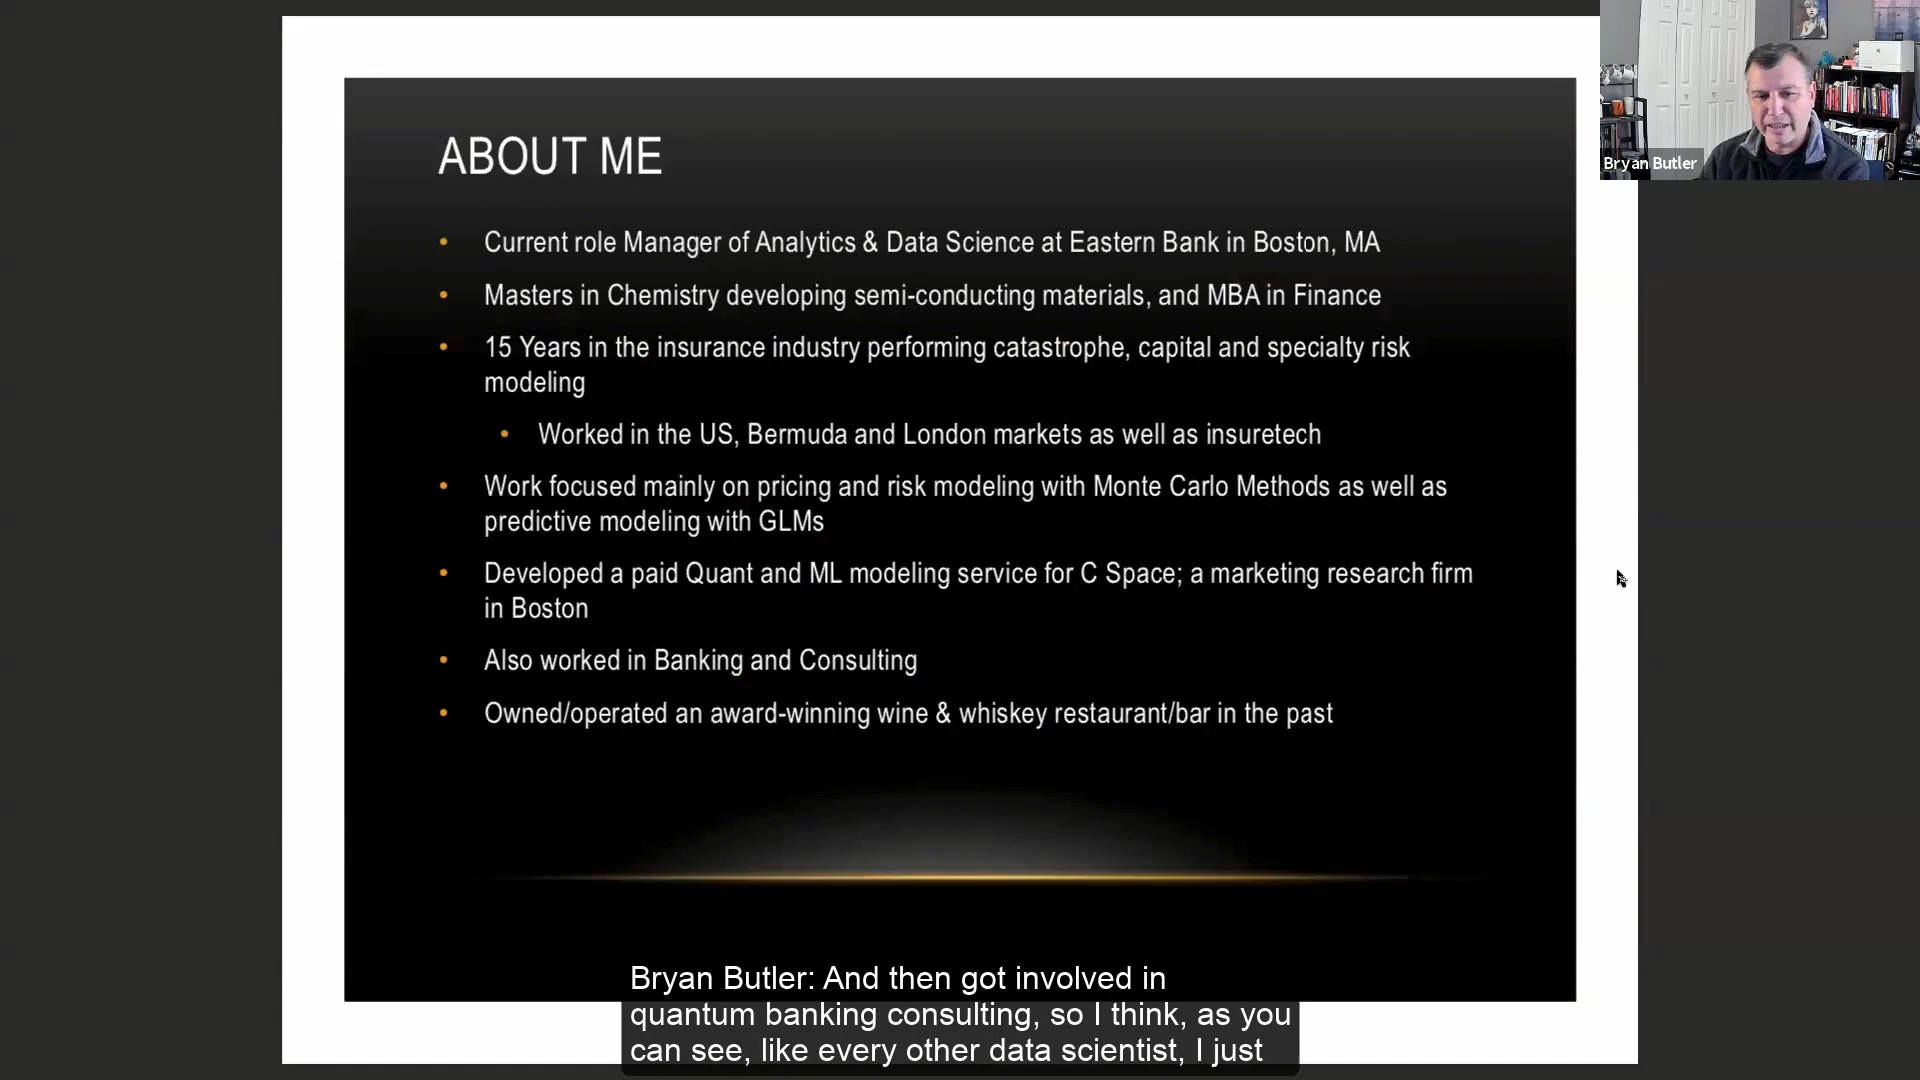 ABOUT ME
• Current role Manager of Analytics & Data Science at Eastern Bank in Boston, MA
• Masters in Chemistry developing semi-conducting materials, and MBA in Finance
• 15 Years in the insurance industry performing catastrophe, capital and specialty risk
modeling
• Worked in the US, Bermuda and London markets as well as insuretech
• Work focused mainly on pricing and risk modeling with Monte Carlo Methods as well as
predictive modeling with GLMs
• Developed a paid Quant and ML modeling service for C Space; a marketing research firm
in Boston
• Also worked in Banking and Consulting
• Owned/operated an award-winning wine & whiskey restaurant/bar in the past
Bryan Butler
Bryan Butler: And then got involved in
quantum banking consulting, so I think, as you
can see, like every other data scientist, I just